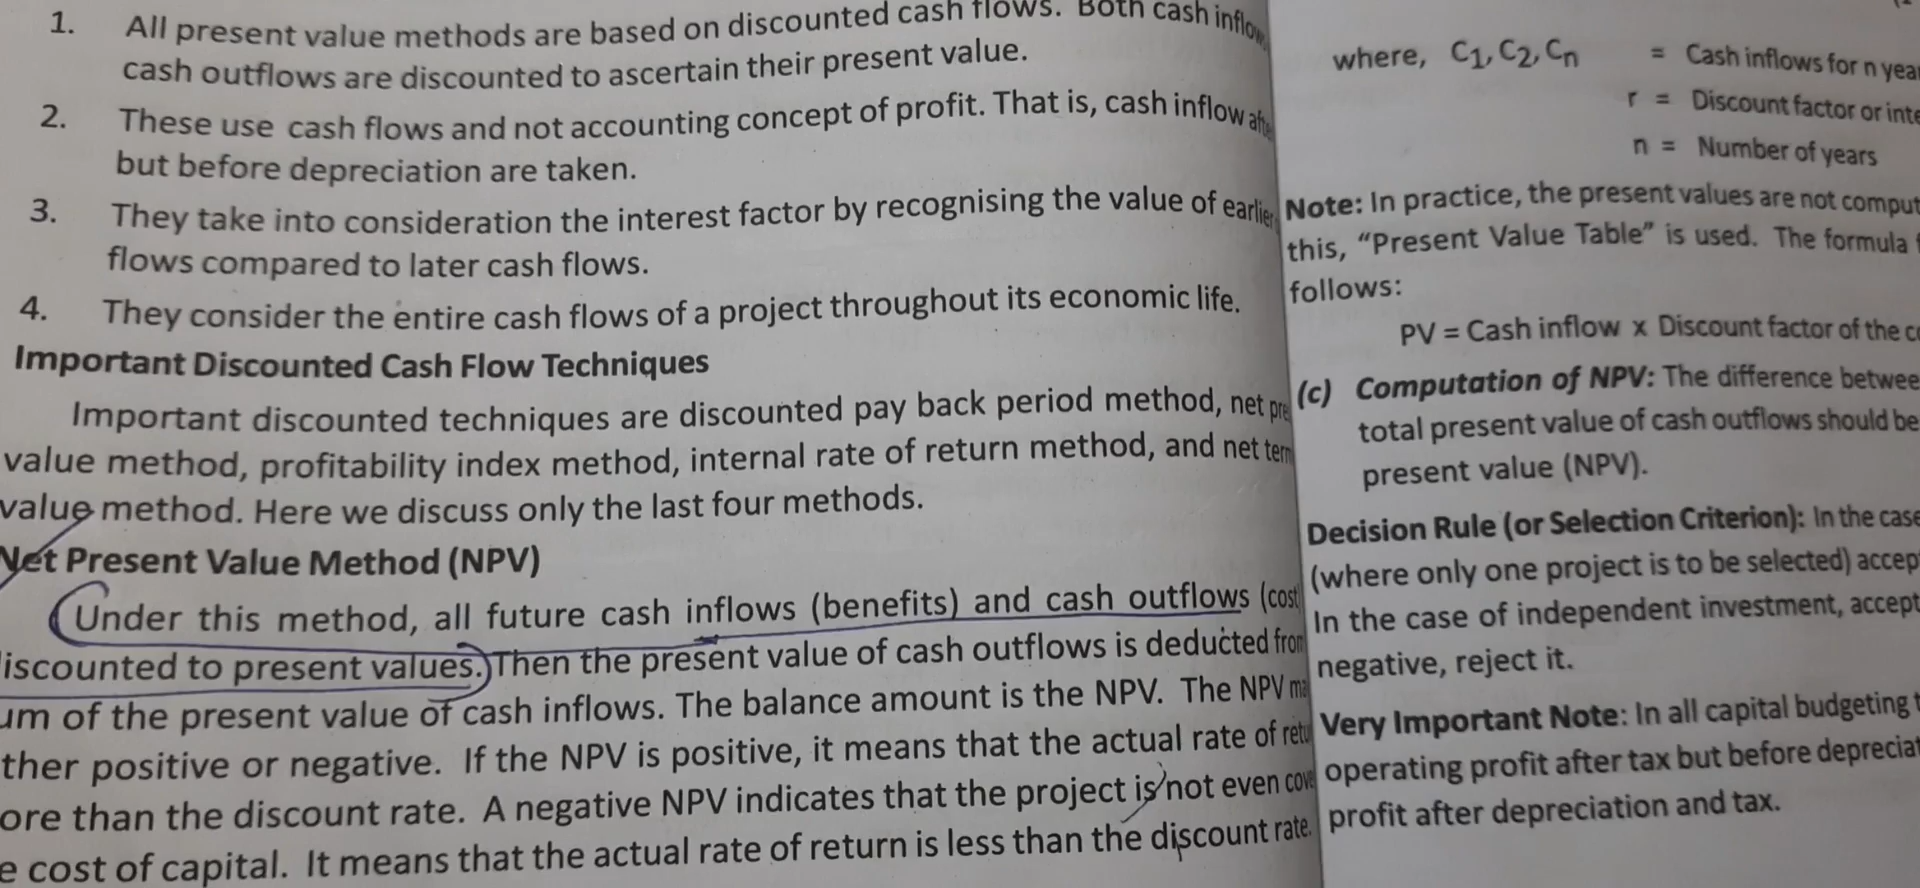 1. All present value methods are based on discounted cash flows. Both cash
cash outflows are discounted to ascertain their present value.
2. These use cash flows and not accounting concept of profit. That is, cash inflow
but before depreciation are taken.
3. They take into consideration the interest factor by recognising the value of earlier
flows compared to later cash flows.
4. They consider the entire cash flows of a project throughout its economic life.
Important Discounted Cash Flow Techniques
Important discounted techniques are discounted pay back period method, net
value method, profitability index method, internal rate of return method, and net
value method. Here we discuss only the last four methods.
Net Present Value Method (NPV)
Under this method, all future cash inflows (benefits) and cash outflows (cost
iscounted to present values. Then the present value of cash outflows is deducted from
um of the present value of cash inflows. The balance amount is the NPV. The NPV
ther positive or negative. If the NPV is positive, it means that the actual rate of
ore than the discount rate. A negative NPV indicates that the project is not even
e cost of capital. It means that the actual rate of return is less than the discount rate.
where, C1, C2, Cn = Cash inflows for n
r = Discount factor or
n = Number of years
Note: In practice, the present values are not
this, “Present Value Table” is used. The formula
follows:
PV = Cash inflow x Discount factor of the
(c) Computation of NPV: The difference
total present value of cash outflows should be
present value (NPV).
Decision Rule (or Selection Criterion): In the case
(where only one project is to be selected)
In the case of independent investment, accept
negative, reject it.
Very Important Note: In all capital budgeting
operating profit after tax but before
profit after depreciation and tax.